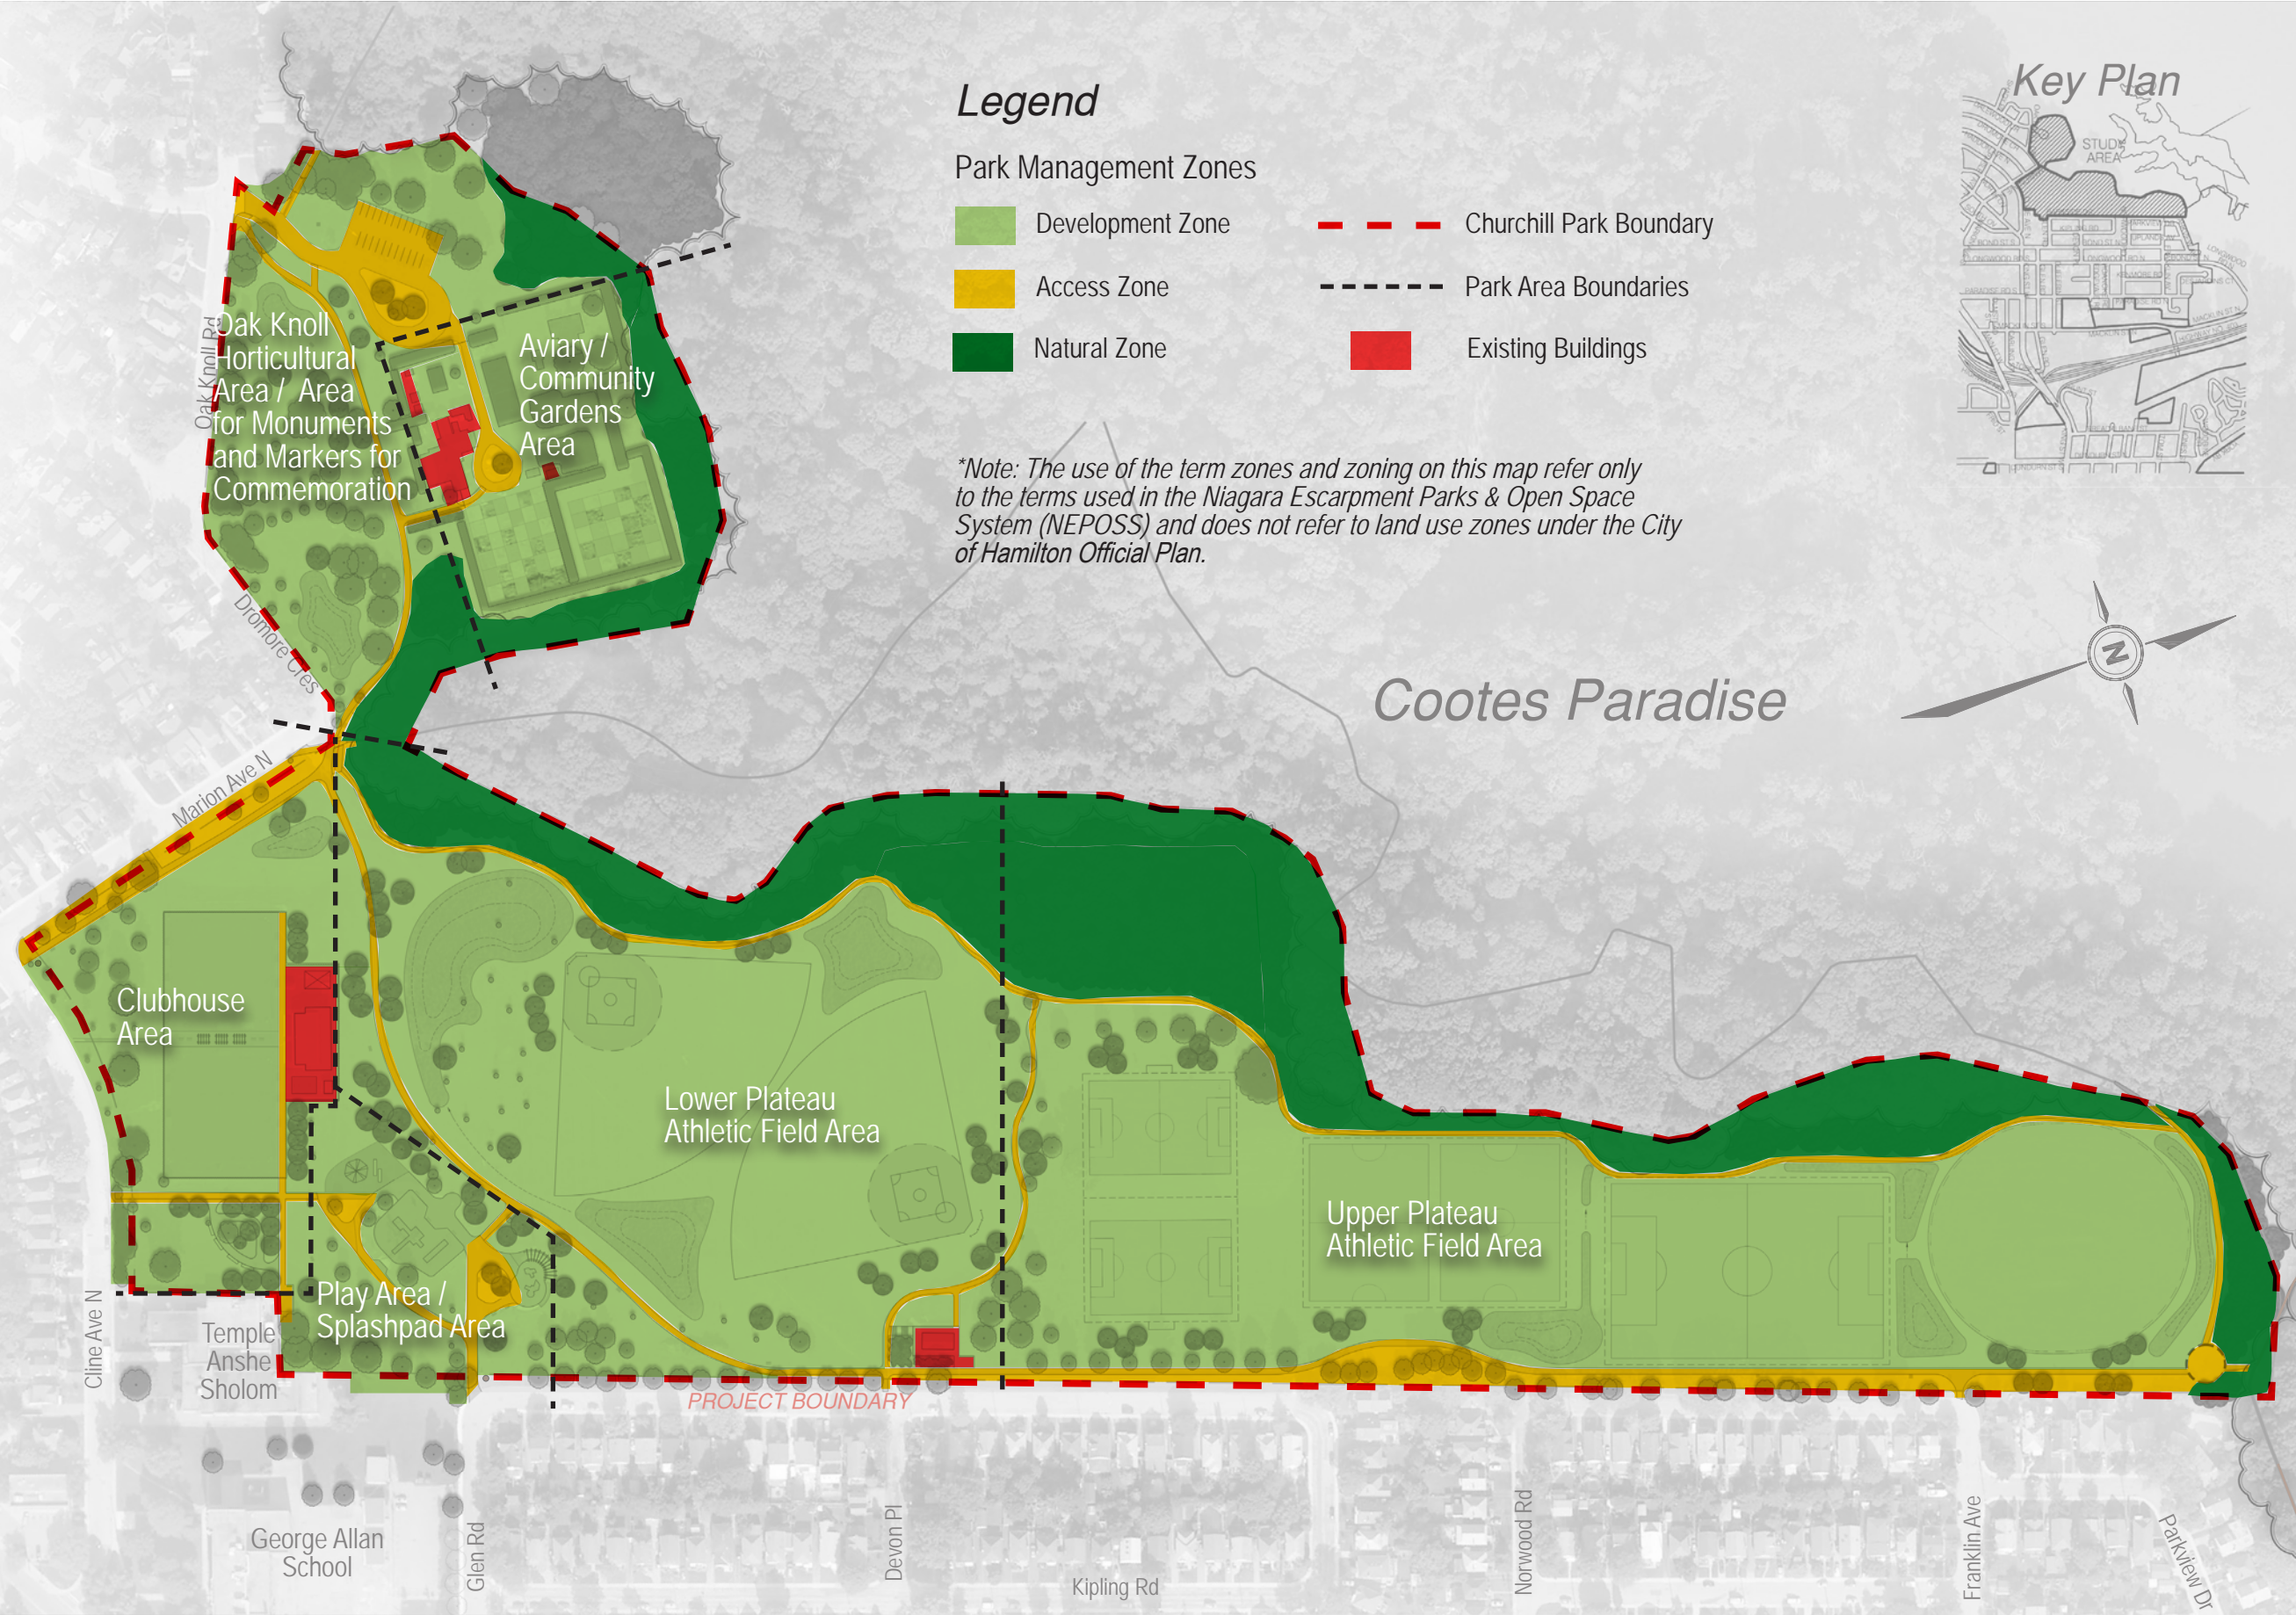 Legend
Park Management Zones
Development Zone
Access Zone
Natural Zone
Churchill Park Boundary
Park Area Boundaries
Existing Buildings
*Note: The use of the term zones and zoning on this map refer only
to the terms used in the Niagara Escarpment Parks & Open Space
System (NEPOSS) and does not refer to land use zones under the City
of Hamilton Official Plan.
Key Plan
STUDY
AREA
N
Cootes Paradise
Oak Knoll Rd
Oak Knoll
Horticultural
Area / Area
for Monuments
and Markers for
Commemoration
Aviary /
Community
Gardens
Area
Dromore Cres
Marion Ave N
Clubhouse
Area
Lower Plateau
Athletic Field Area
Upper Plateau
Athletic Field Area
Play Area /
Splashpad Area
Cline Ave N
Temple
Anshe
Sholom
PROJECT BOUNDARY
George Allan
School
Glen Rd
Devon Pl
Kipling Rd
Norwood Rd
Franklin Ave
Parkview Dr